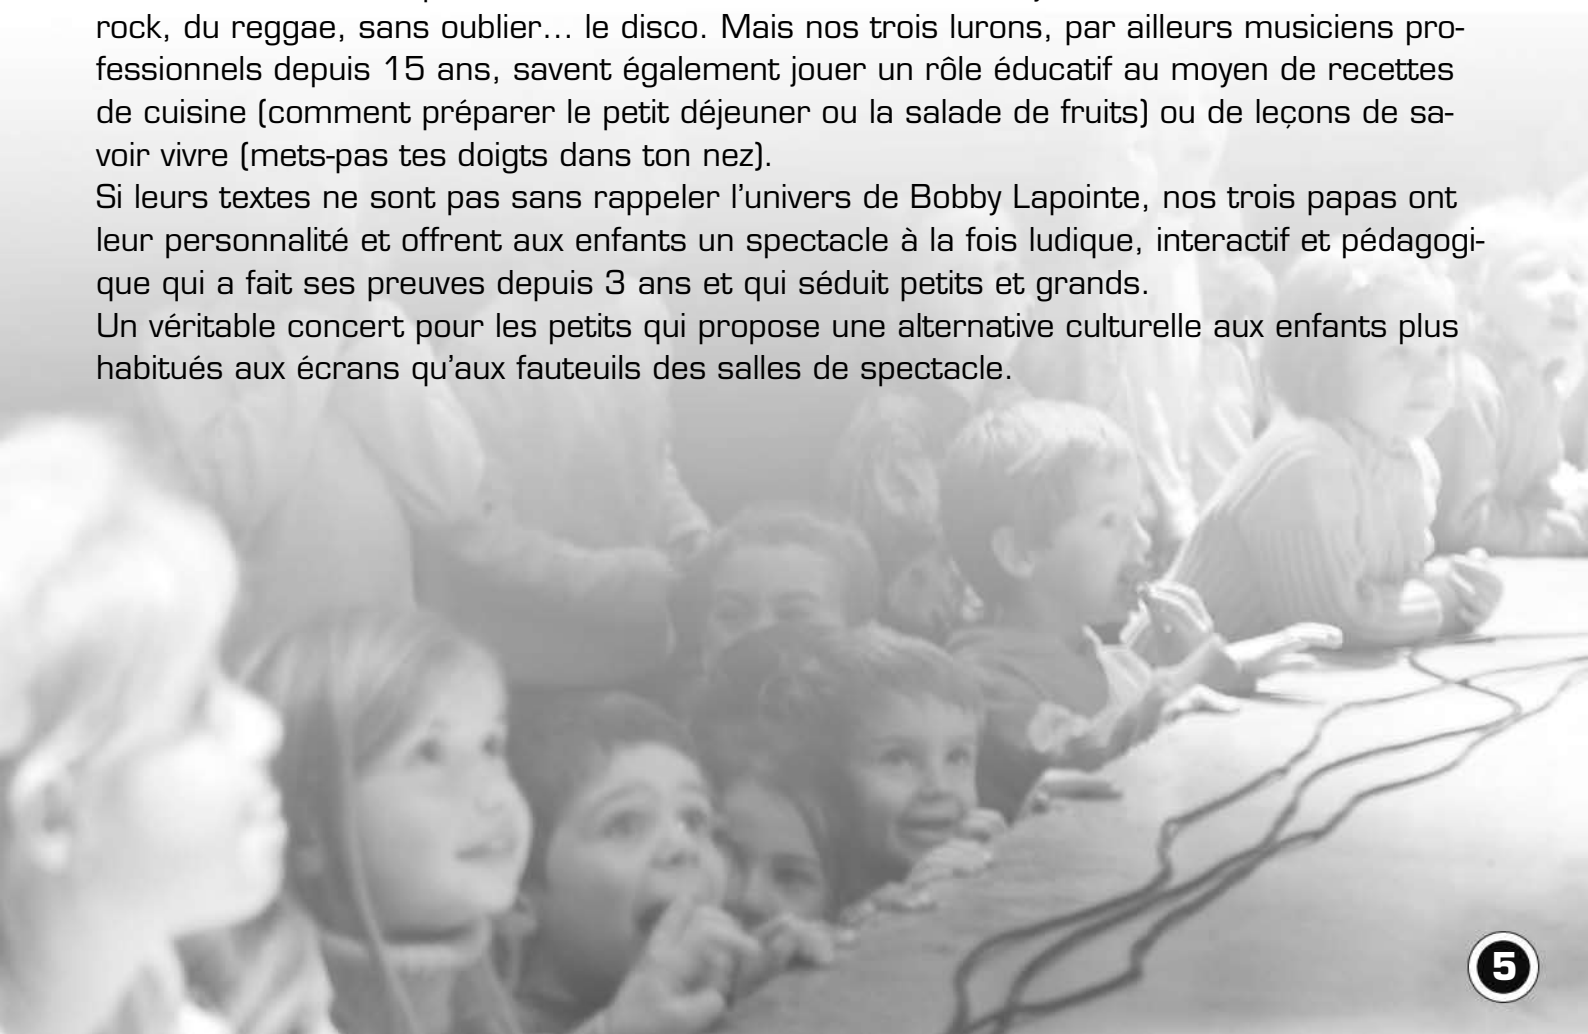 rock, du reggae, sans oublier... le disco. Mais nos trois lurons, par ailleurs musiciens pro-
fessionnels depuis 15 ans, savent également jouer un rôle éducatif au moyen de recettes
de cuisine (comment préparer le petit déjeuner ou la salade de fruits) ou de leçons de sa-
voir vivre (mets-pas tes doigts dans ton nez).
Si leurs textes ne sont pas sans rappeler l'univers de Bobby Lapointe, nos trois papas ont
leur personnalité et offrent aux enfants un spectacle à la fois ludique, interactif et pédagogi-
que qui a fait ses preuves depuis 3 ans et qui séduit petits et grands.
Un véritable concert pour les petits qui propose une alternative culturelle aux enfants plus
habitués aux écrans qu'aux fauteuils des salles de spectacle.
5